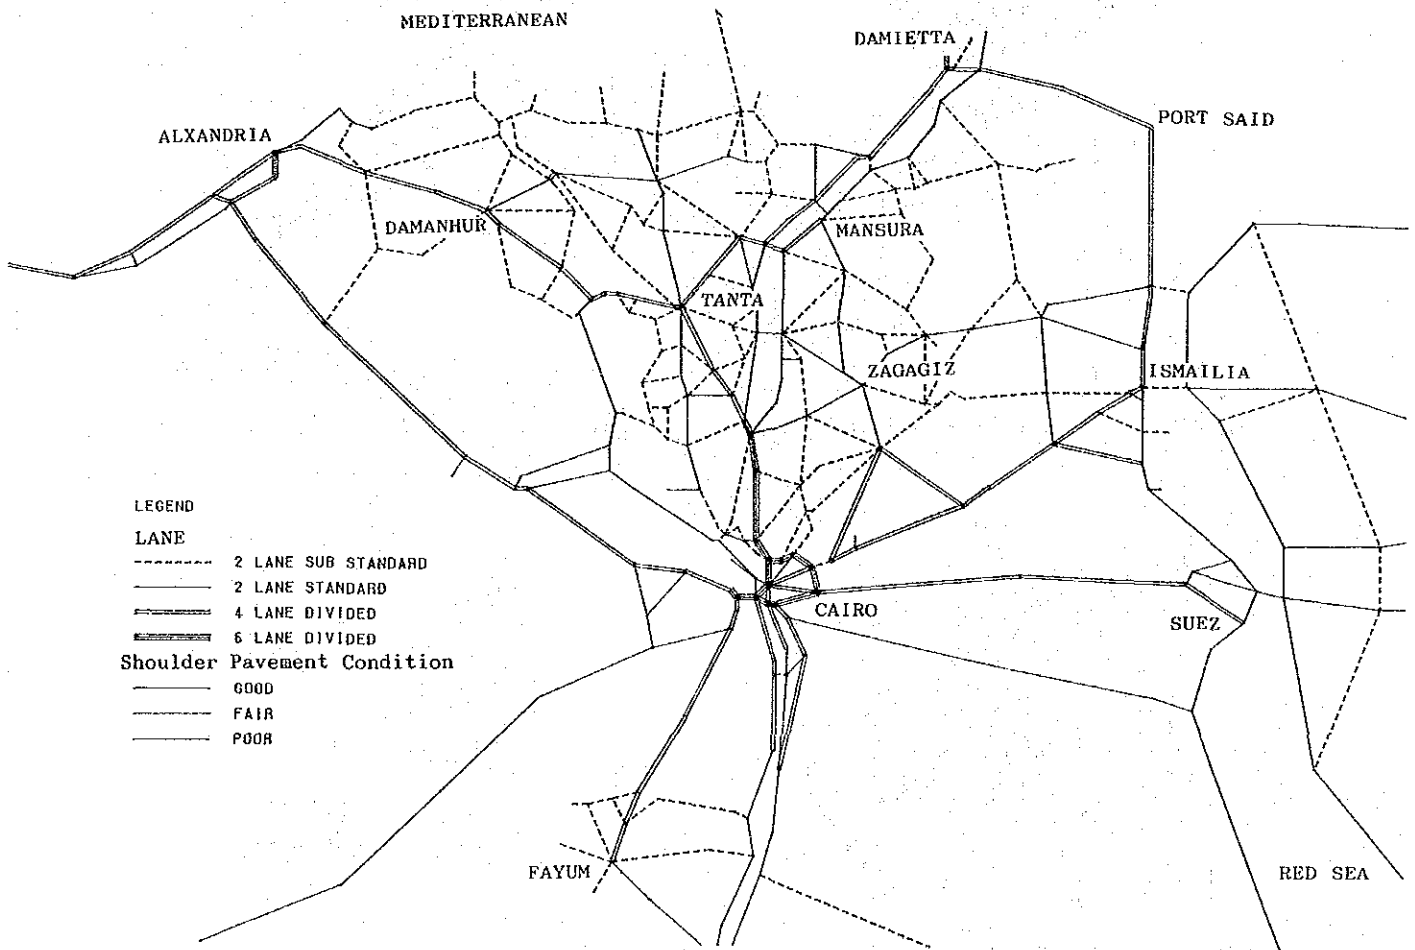 MEDITERRANEAN
DAMIETTA
PORT SAID
ALXANDRIA
DAMANHUR
MANSURA
TANTA
ZAGAGIZ
ISMAILIA
LEGEND
LANE
2 LANE SUB STANDARD
2 LANE STANDARD
4 LANE DIVIDED
6 LANE DIVIDED
CAIRO
SUEZ
Shoulder Pavement Condition
GOOD
FAIR
POOR
FAYUM
RED SEA